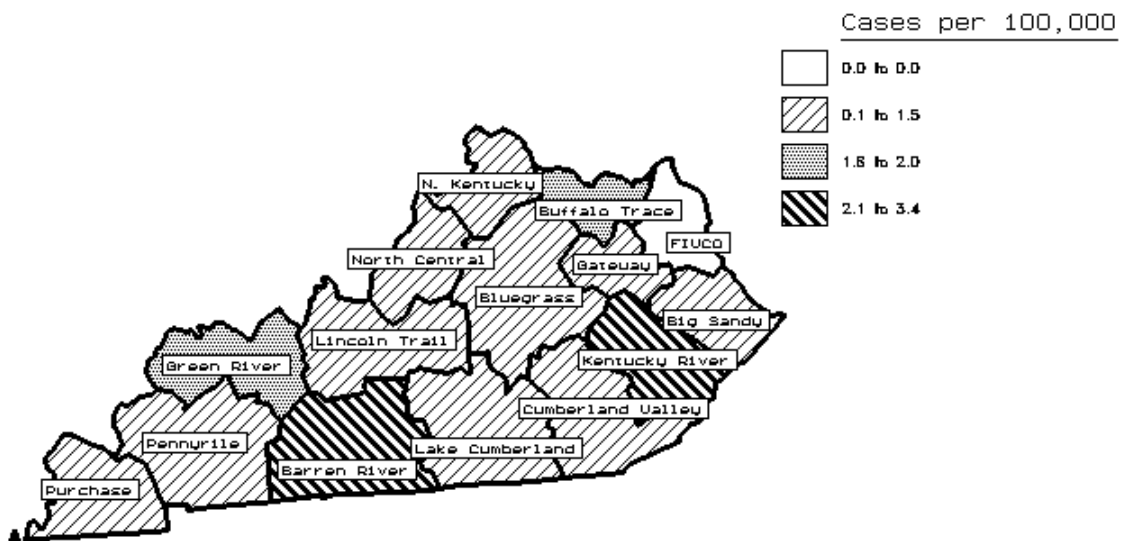 Cases per 100,000
0.0 to 0.0
0.1 to 1.5
1.6 to 2.0
2.1 to 3.4
N. Kentucky
Buffalo Trace
FIVCO
North Central
Gateway
Bluegrass
Big Sandy
Lincoln Trail
Kentucky River
Green River
Cumberland Valley
Pennyrile
Lake Cumberland
Barren River
Purchase